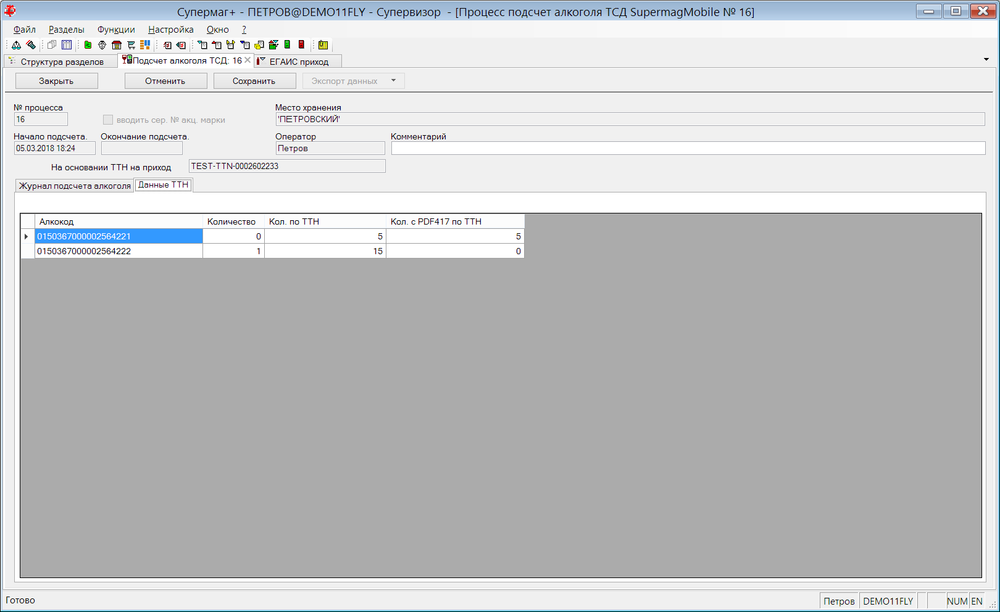 Супермаг+ - ПЕТРОВ@DEMO11FLY - Супервизор - [Процесс подсчет алкоголя ТСД SupermagMobile № 16]
Файл Разделы Функции Настройка Окно ?
Структура разделов Подсчет алкоголя ТСД: 16 ЕГАИС приход
Закрыть Отменить Сохранить Экспорт данных
№ процесса Место хранения
16 вводить сер. № акц. марки 'ПЕТРОВСКИЙ'
Начало подсчета. Окончание подсчета. Оператор Комментарий
05.03.2018 18:24 Петров
На основании ТТН на приход TEST-TTN-0002602233
Журнал подсчета алкоголя Данные ТТН
Алкокод Количество Кол. по ТТН Кол. с PDF417 по ТТН
0150367000002564221 0 5 5
0150367000002564222 1 15 0
Готово Петров DEMO11FLY NUM EN